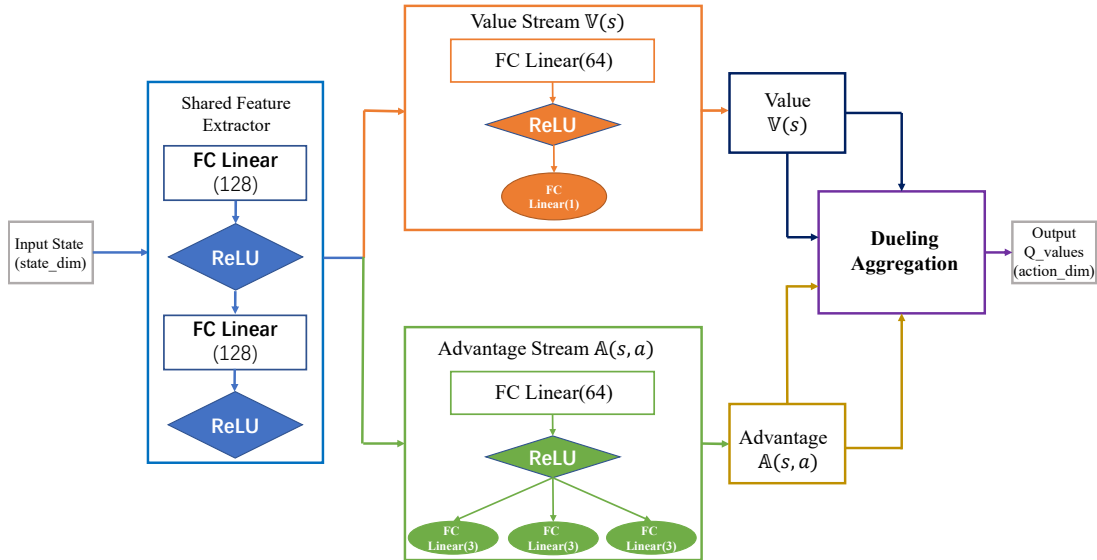 Input State
(state_dim)
Shared Feature
Extractor
FC Linear
(128)
ReLU
FC Linear
(128)
ReLU
Value Stream 𝕍(s)
FC Linear(64)
ReLU
FC
Linear(1)
Advantage Stream 𝔸(s, a)
FC Linear(64)
ReLU
FC
Linear(3)
FC
Linear(3)
FC
Linear(3)
Value
𝕍(s)
Advantage
𝔸(s, a)
Dueling
Aggregation
Output
Q_values
(action_dim)